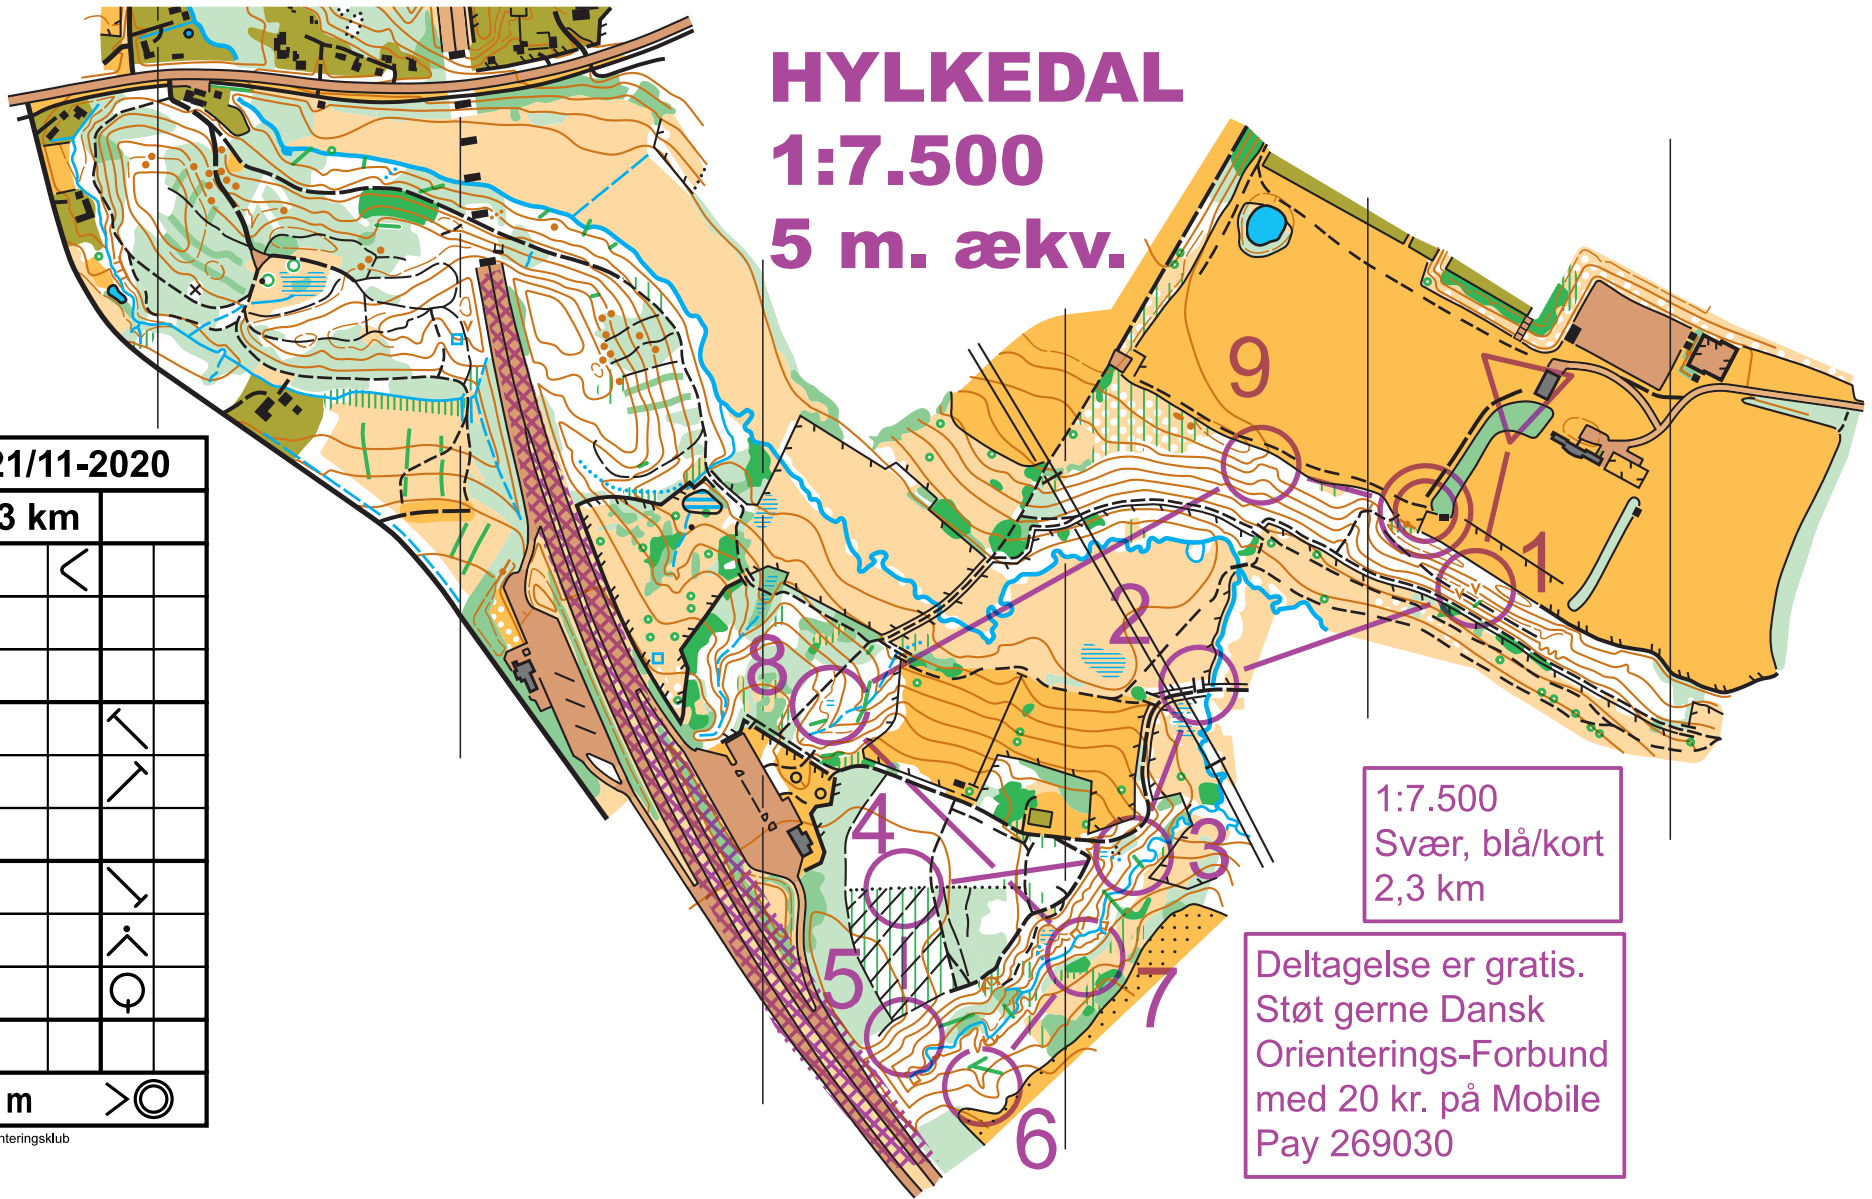 HYLKEDAL
1:7.500
5 m. ækv.
21/11-2020
3 km
m
nteringsklub
9
1
2
8
4
3
5
7
6
1:7.500
Svær, blå/kort
2,3 km
Deltagelse er gratis.
Støt gerne Dansk
Orienterings-Forbund
med 20 kr. på Mobile
Pay 269030